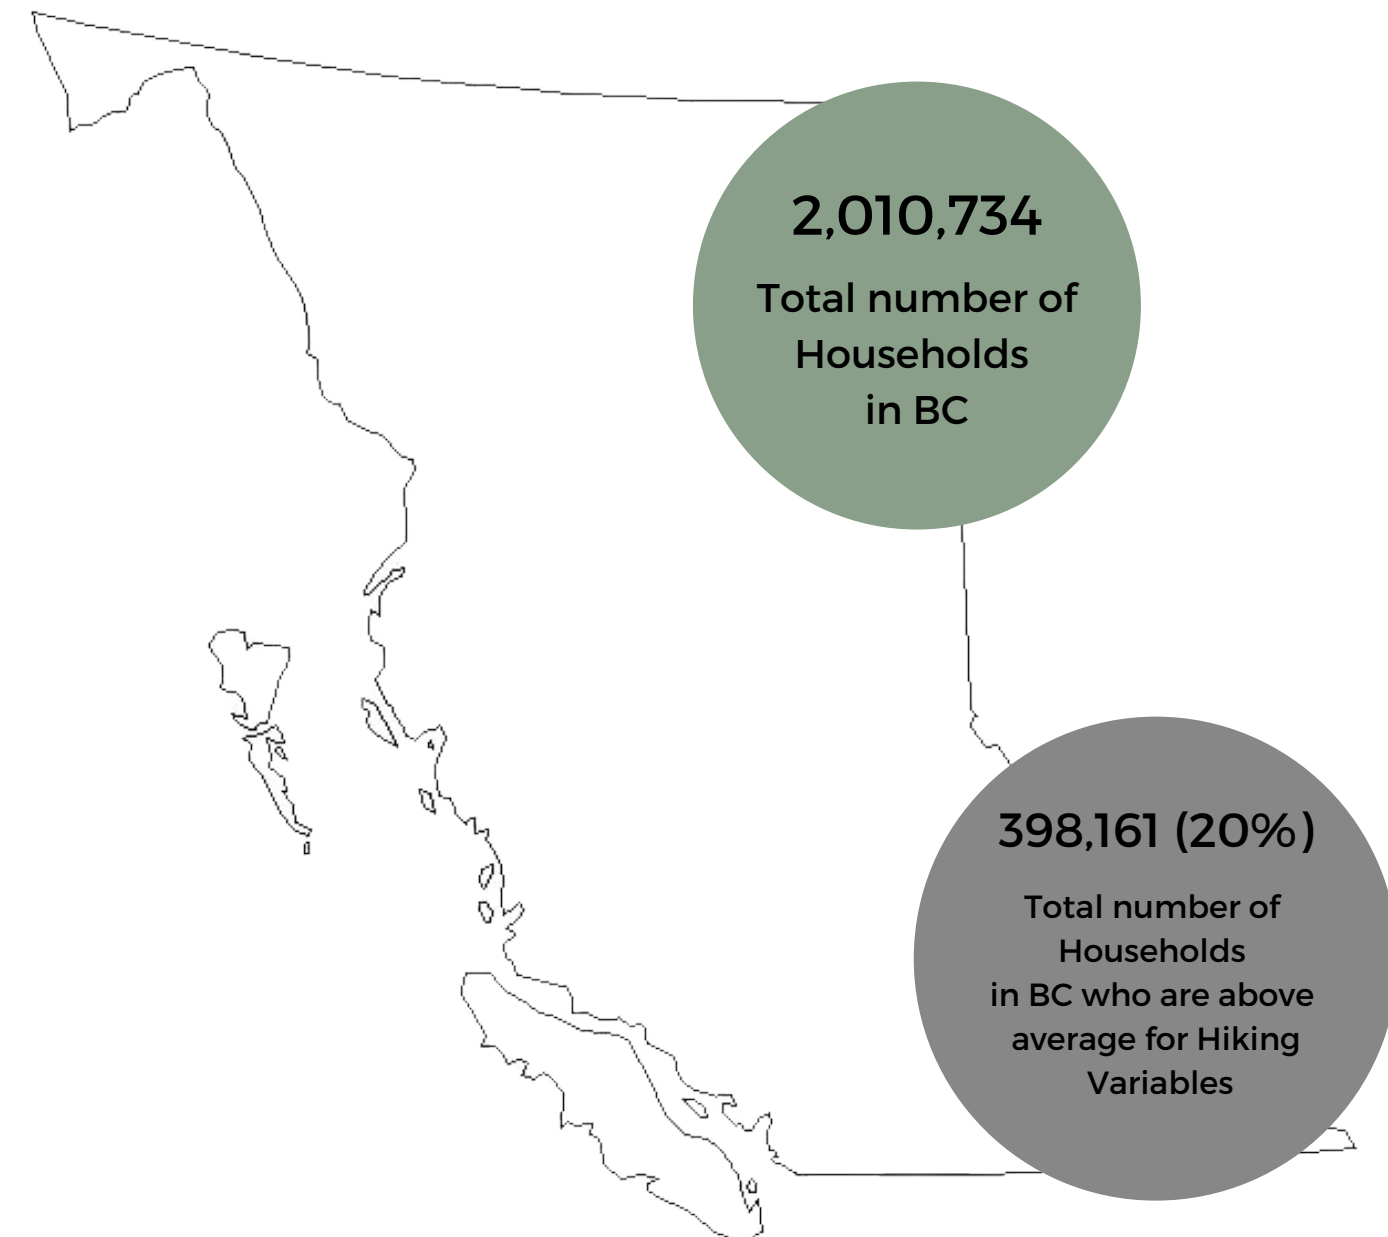 2,010,734
Total number of
Households
in BC
398,161 (20%)
Total number of
Households
in BC who are above
average for Hiking
Variables